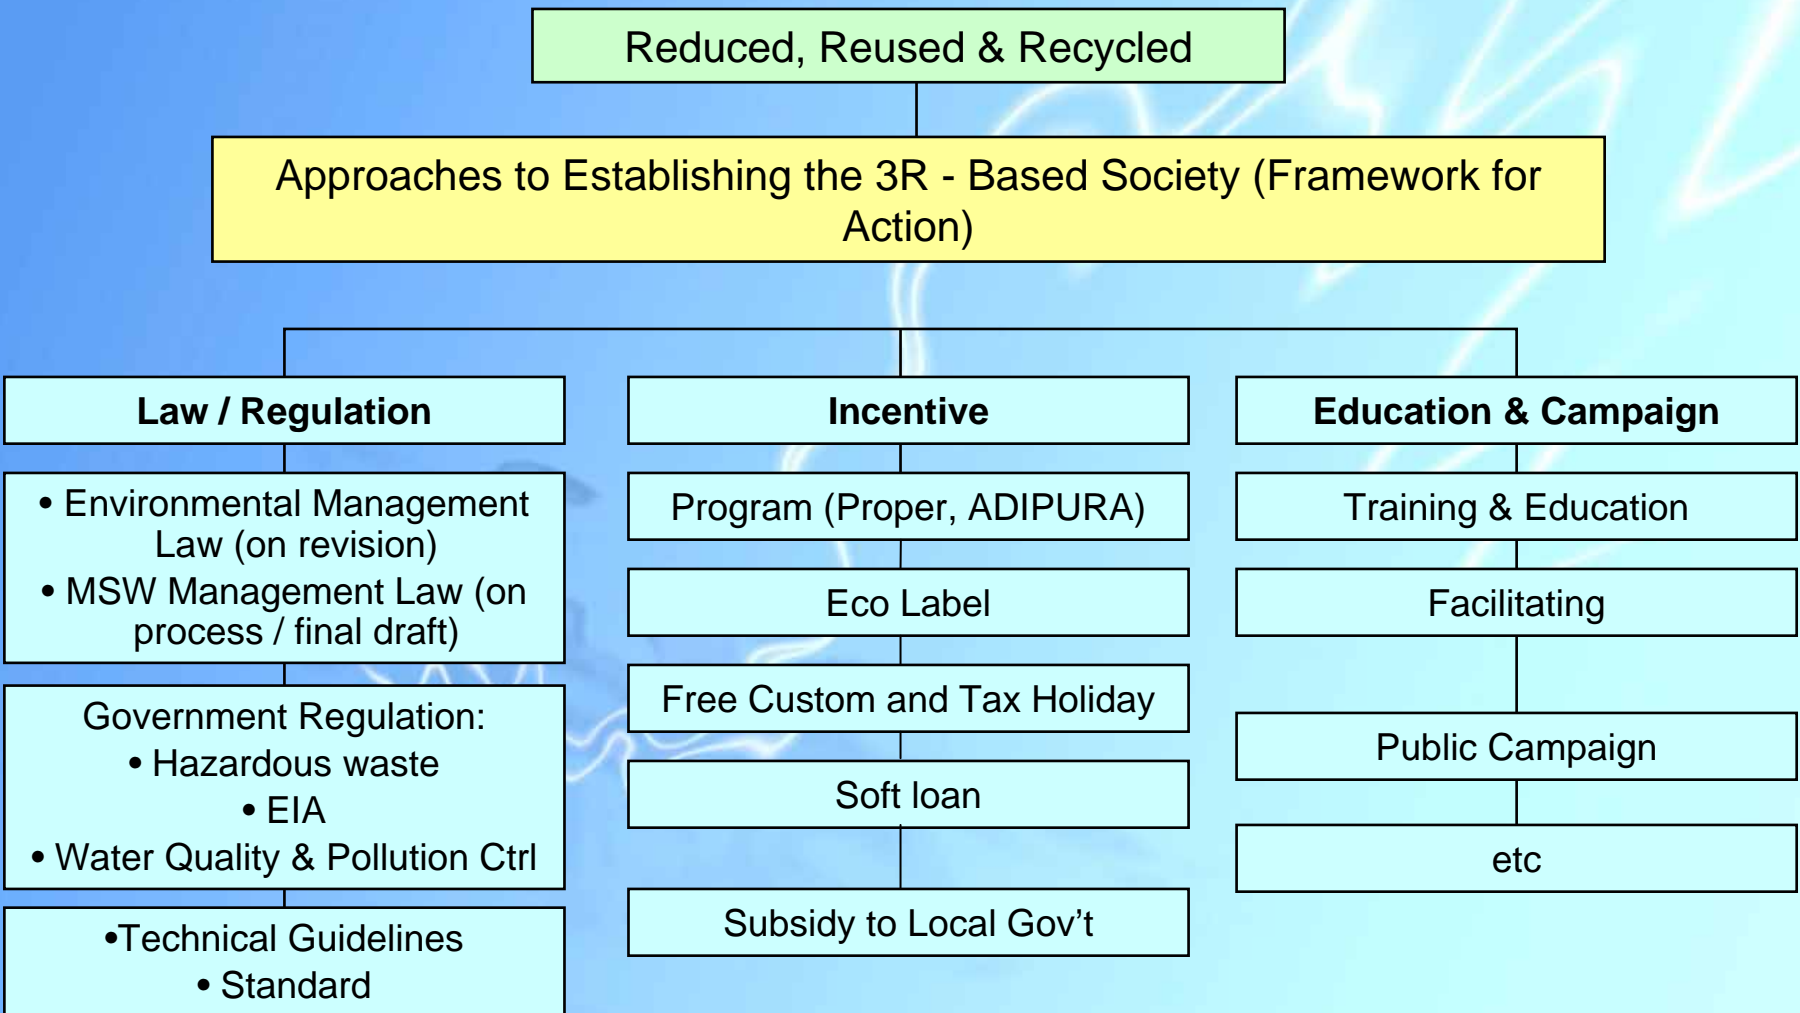 Reduced, Reused & Recycled
Approaches to Establishing the 3R - Based Society (Framework for
Action)
Law / Regulation
• Environmental Management
Law (on revision)
• MSW Management Law (on
process / final draft)
Government Regulation:
• Hazardous waste
• EIA
• Water Quality & Pollution Ctrl
•Technical Guidelines
• Standard
Incentive
Program (Proper, ADIPURA)
Eco Label
Free Custom and Tax Holiday
Soft loan
Subsidy to Local Gov’t
Education & Campaign
Training & Education
Facilitating
Public Campaign
etc